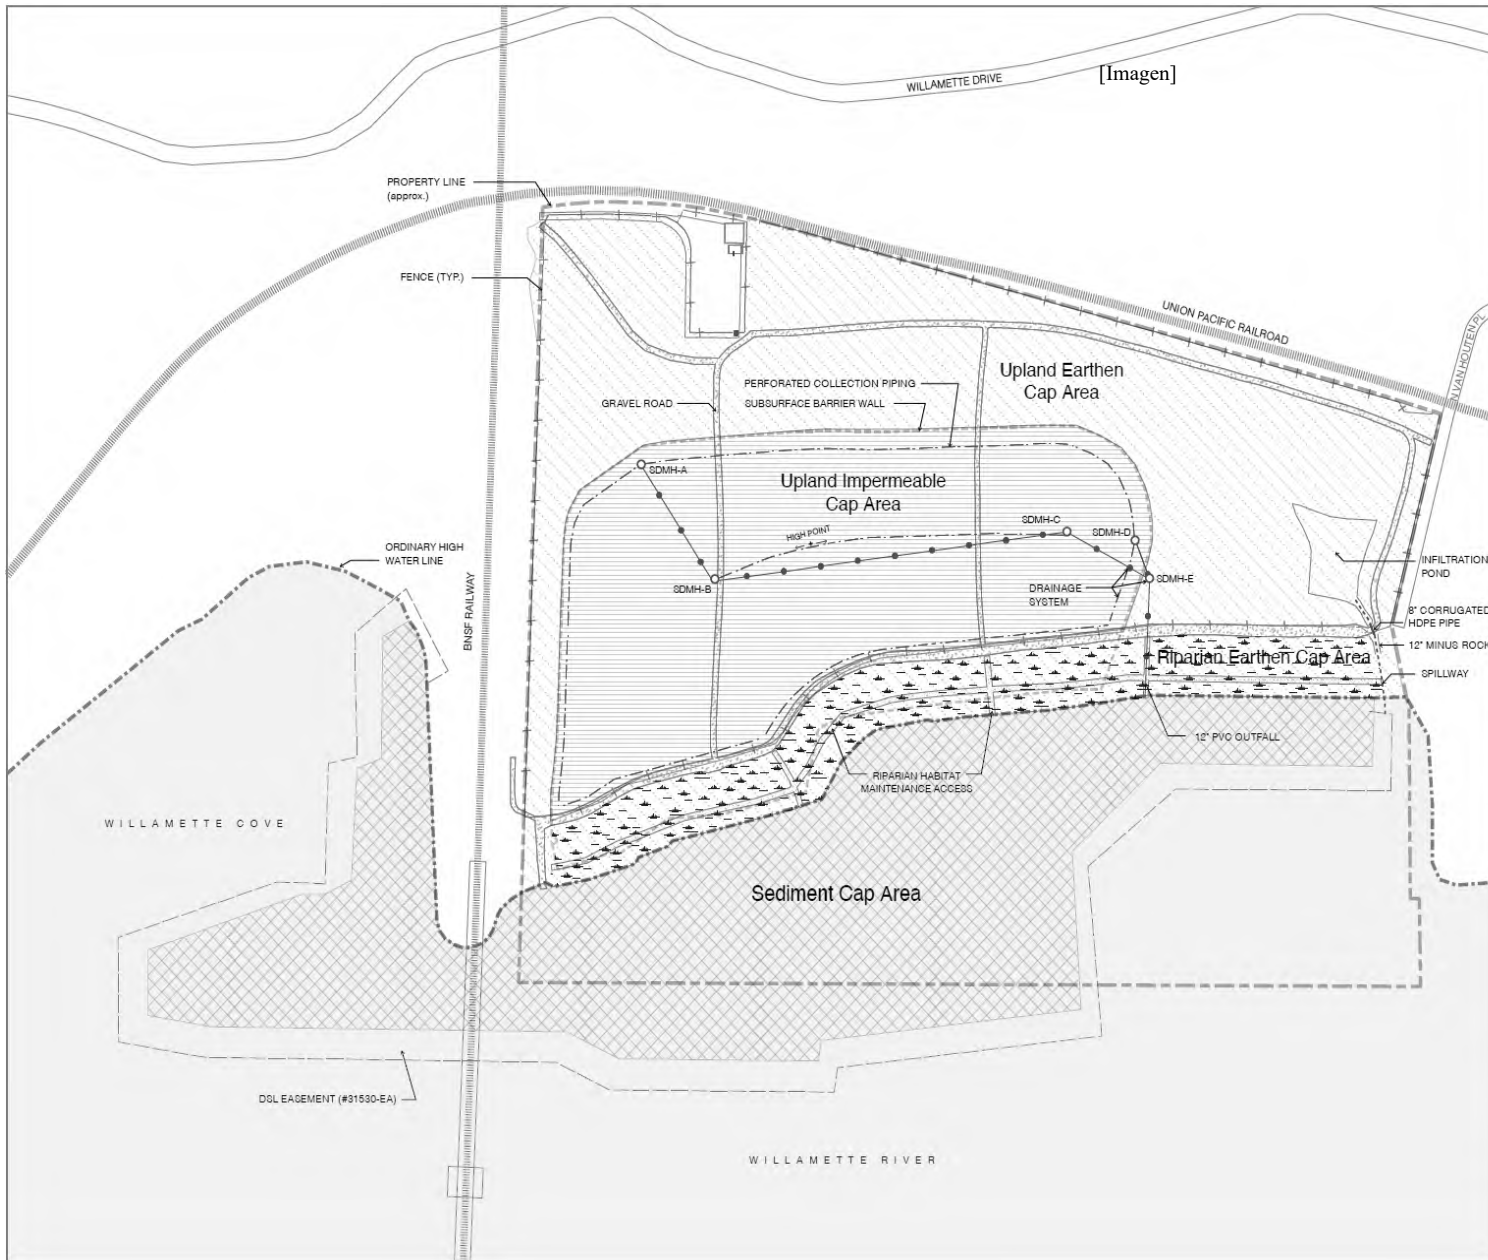 [Imagen]
WILLAMETTE DRIVE
PROPERTY LINE
(approx.)
FENCE (TYP.)
UNION PACIFIC RAILROAD
N VAN HOUTEN PL
Upland Earthen
Cap Area
PERFORATED COLLECTION PIPING
GRAVEL ROAD
SUBSURFACE BARRIER WALL
SDMH-A
Upland Impermeable
Cap Area
SDMH-C
HIGH POINT
SDMH-D
ORDINARY HIGH
WATER LINE
BNSF RAILWAY
SDMH-B
SDMH-E
DRAINAGE
SYSTEM
INFILTRATION
POND
8" CORRUGATED
HDPE PIPE
12" MINUS ROCK
Riparian Earthen Cap Area
SPILLWAY
12" PVC OUTFALL
RIPARIAN HABITAT
MAINTENANCE ACCESS
WILLAMETTE COVE
Sediment Cap Area
DSL EASEMENT (#31530-EA)
WILLAMETTE RIVER